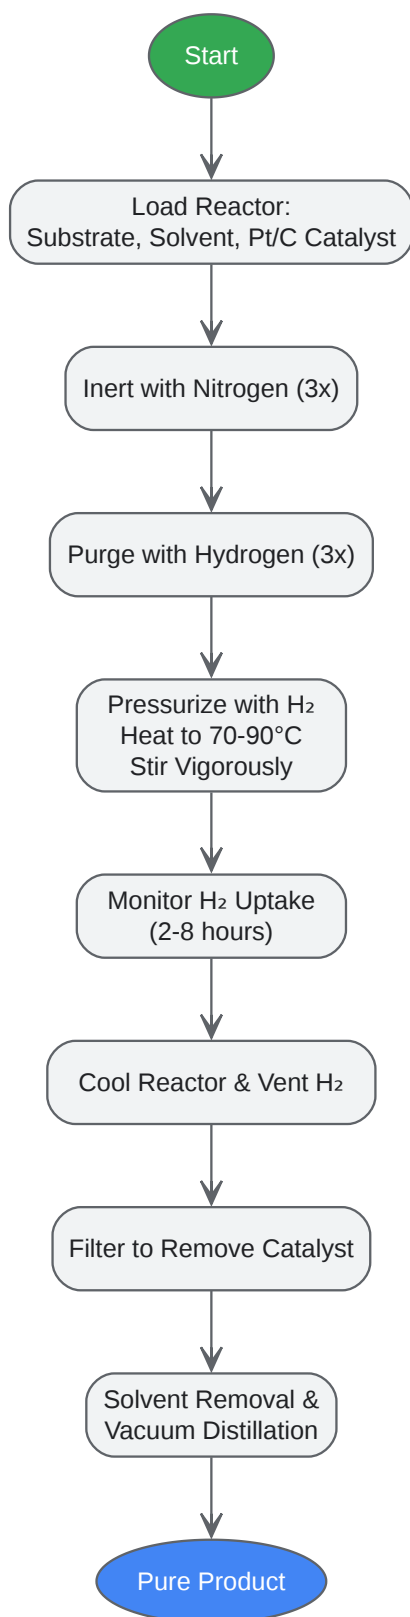 Start
Load Reactor:
Substrate, Solvent, Pt/C Catalyst
Inert with Nitrogen (3x)
Purge with Hydrogen (3x)
Pressurize with H₂
Heat to 70-90°C
Stir Vigorously
Monitor H₂ Uptake
(2-8 hours)
Cool Reactor & Vent H₂
Filter to Remove Catalyst
Solvent Removal &
Vacuum Distillation
Pure Product